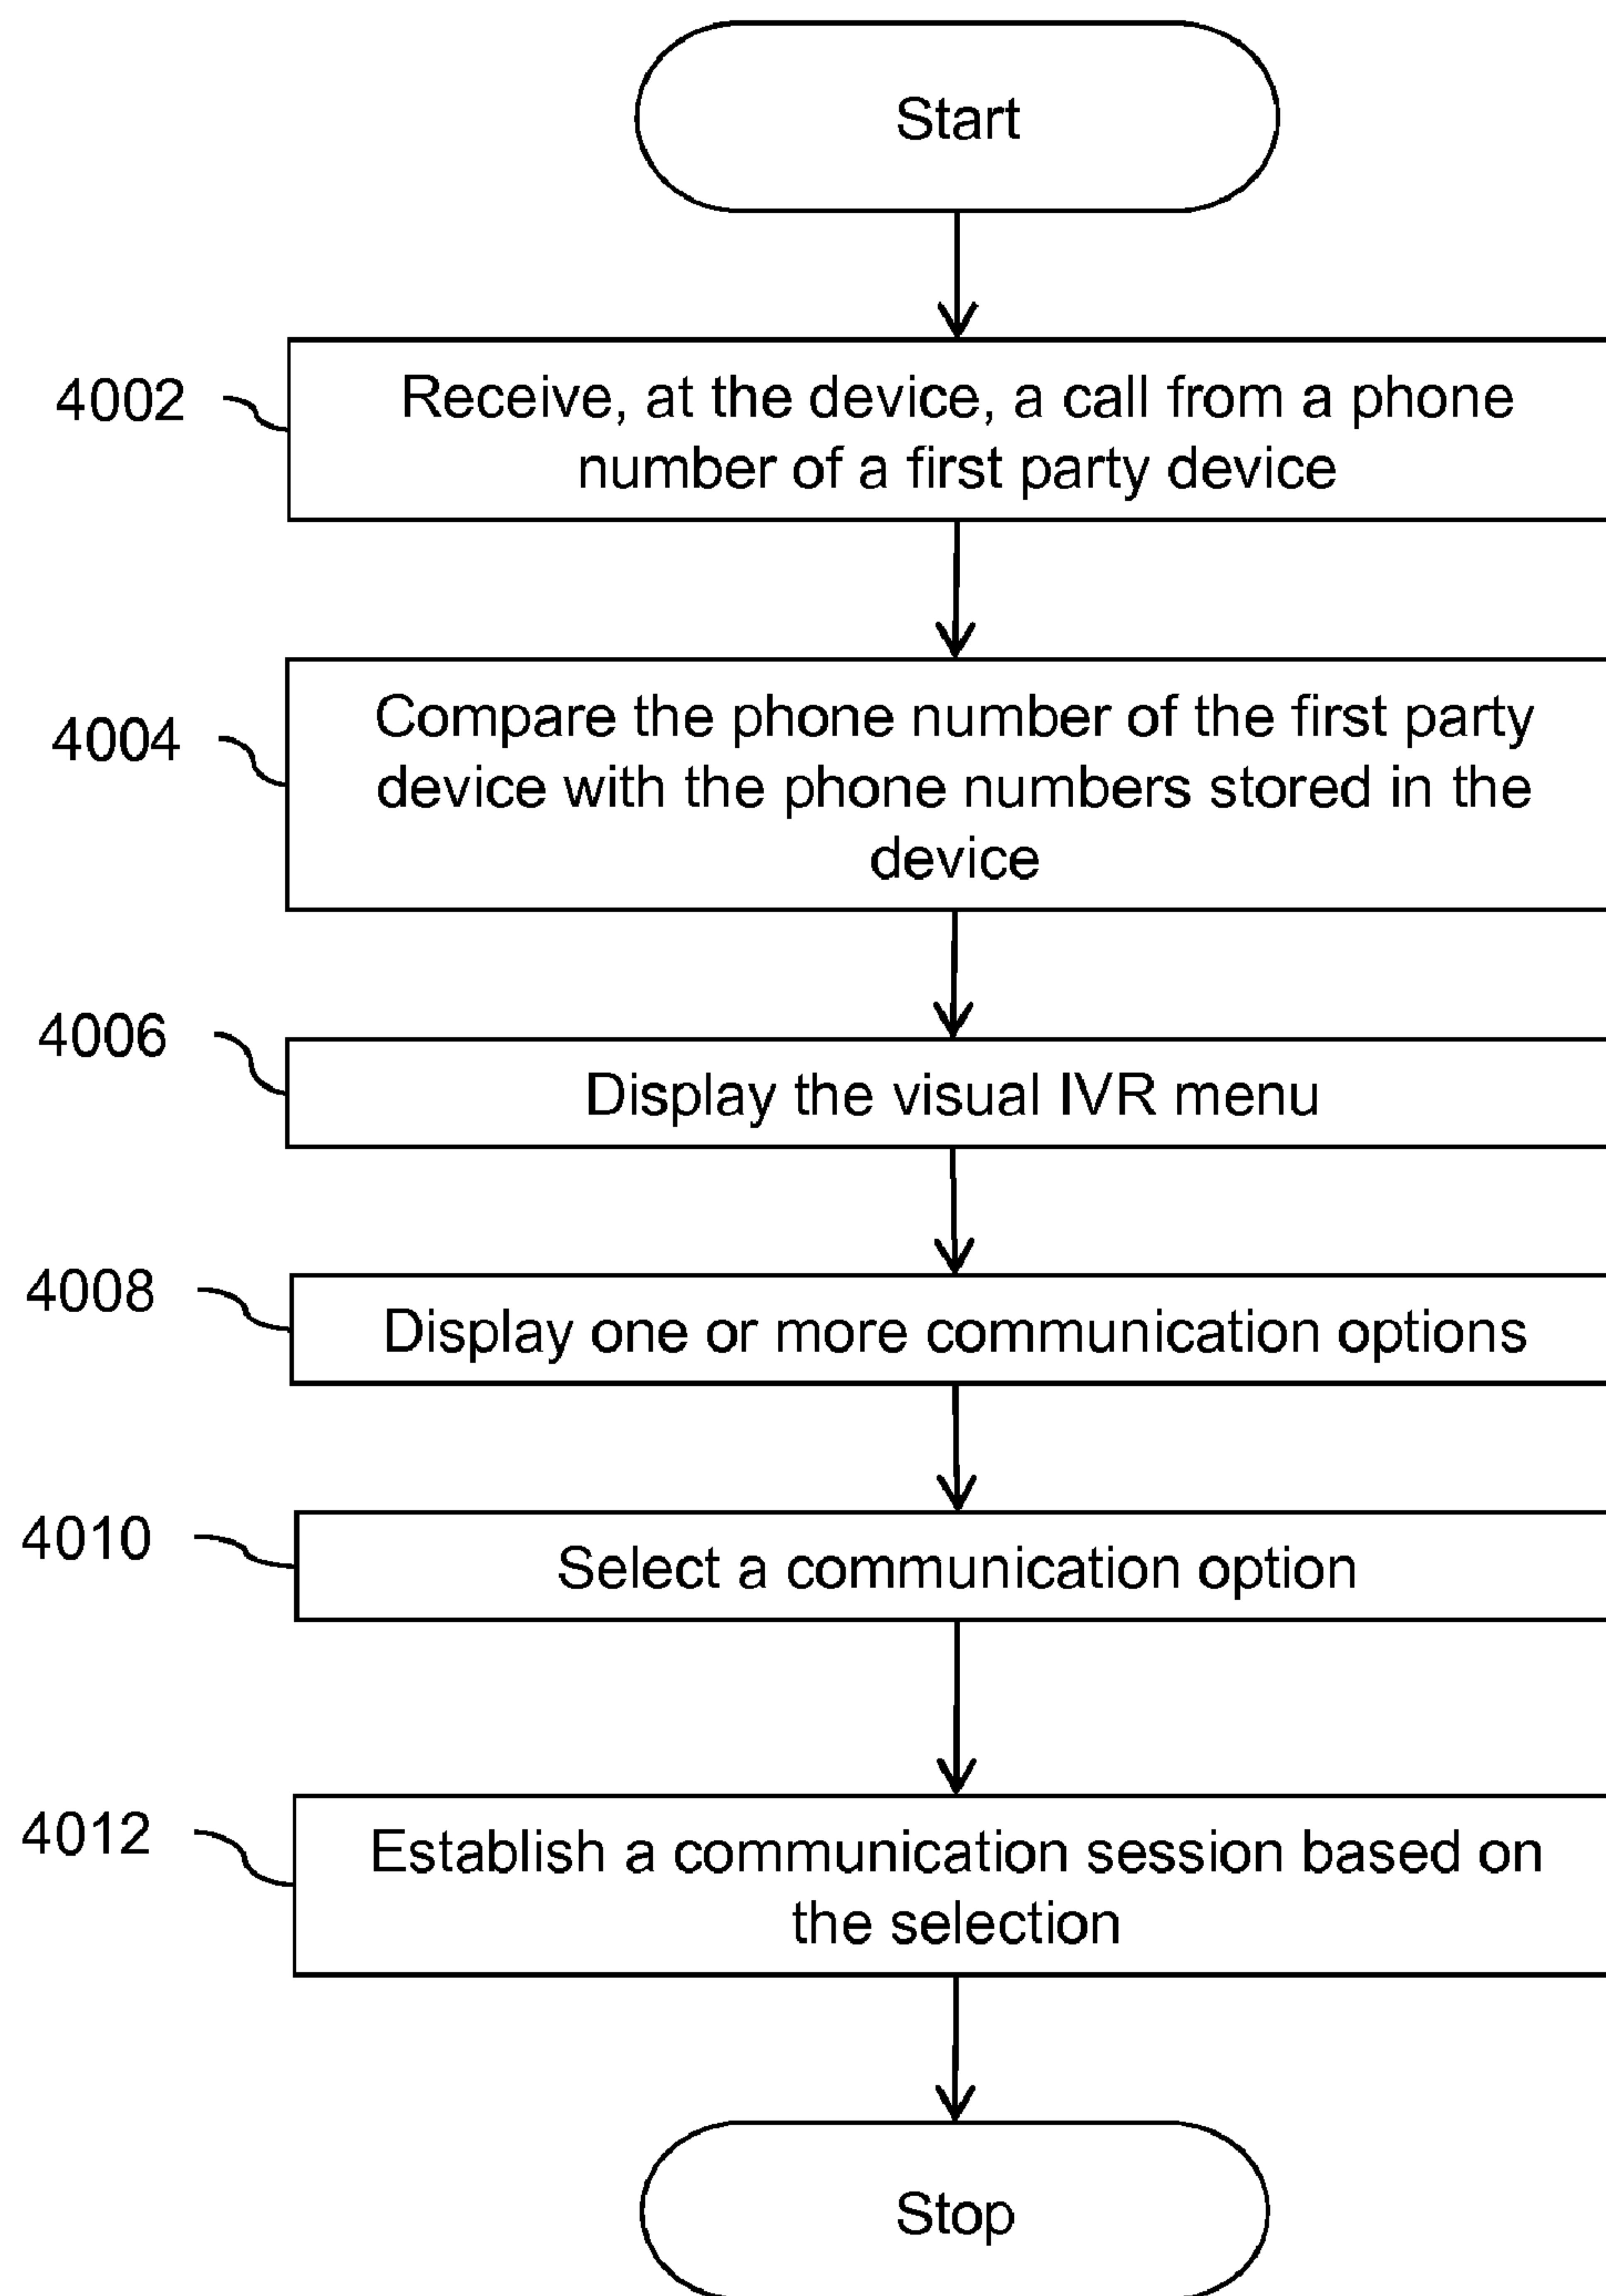 Start
4002
Receive, at the device, a call from a phone
number of a first party device
4004
Compare the phone number of the first party
device with the phone numbers stored in the
device
4006
Display the visual IVR menu
4008
Display one or more communication options
4010
Select a communication option
4012
Establish a communication session based on
the selection
Stop